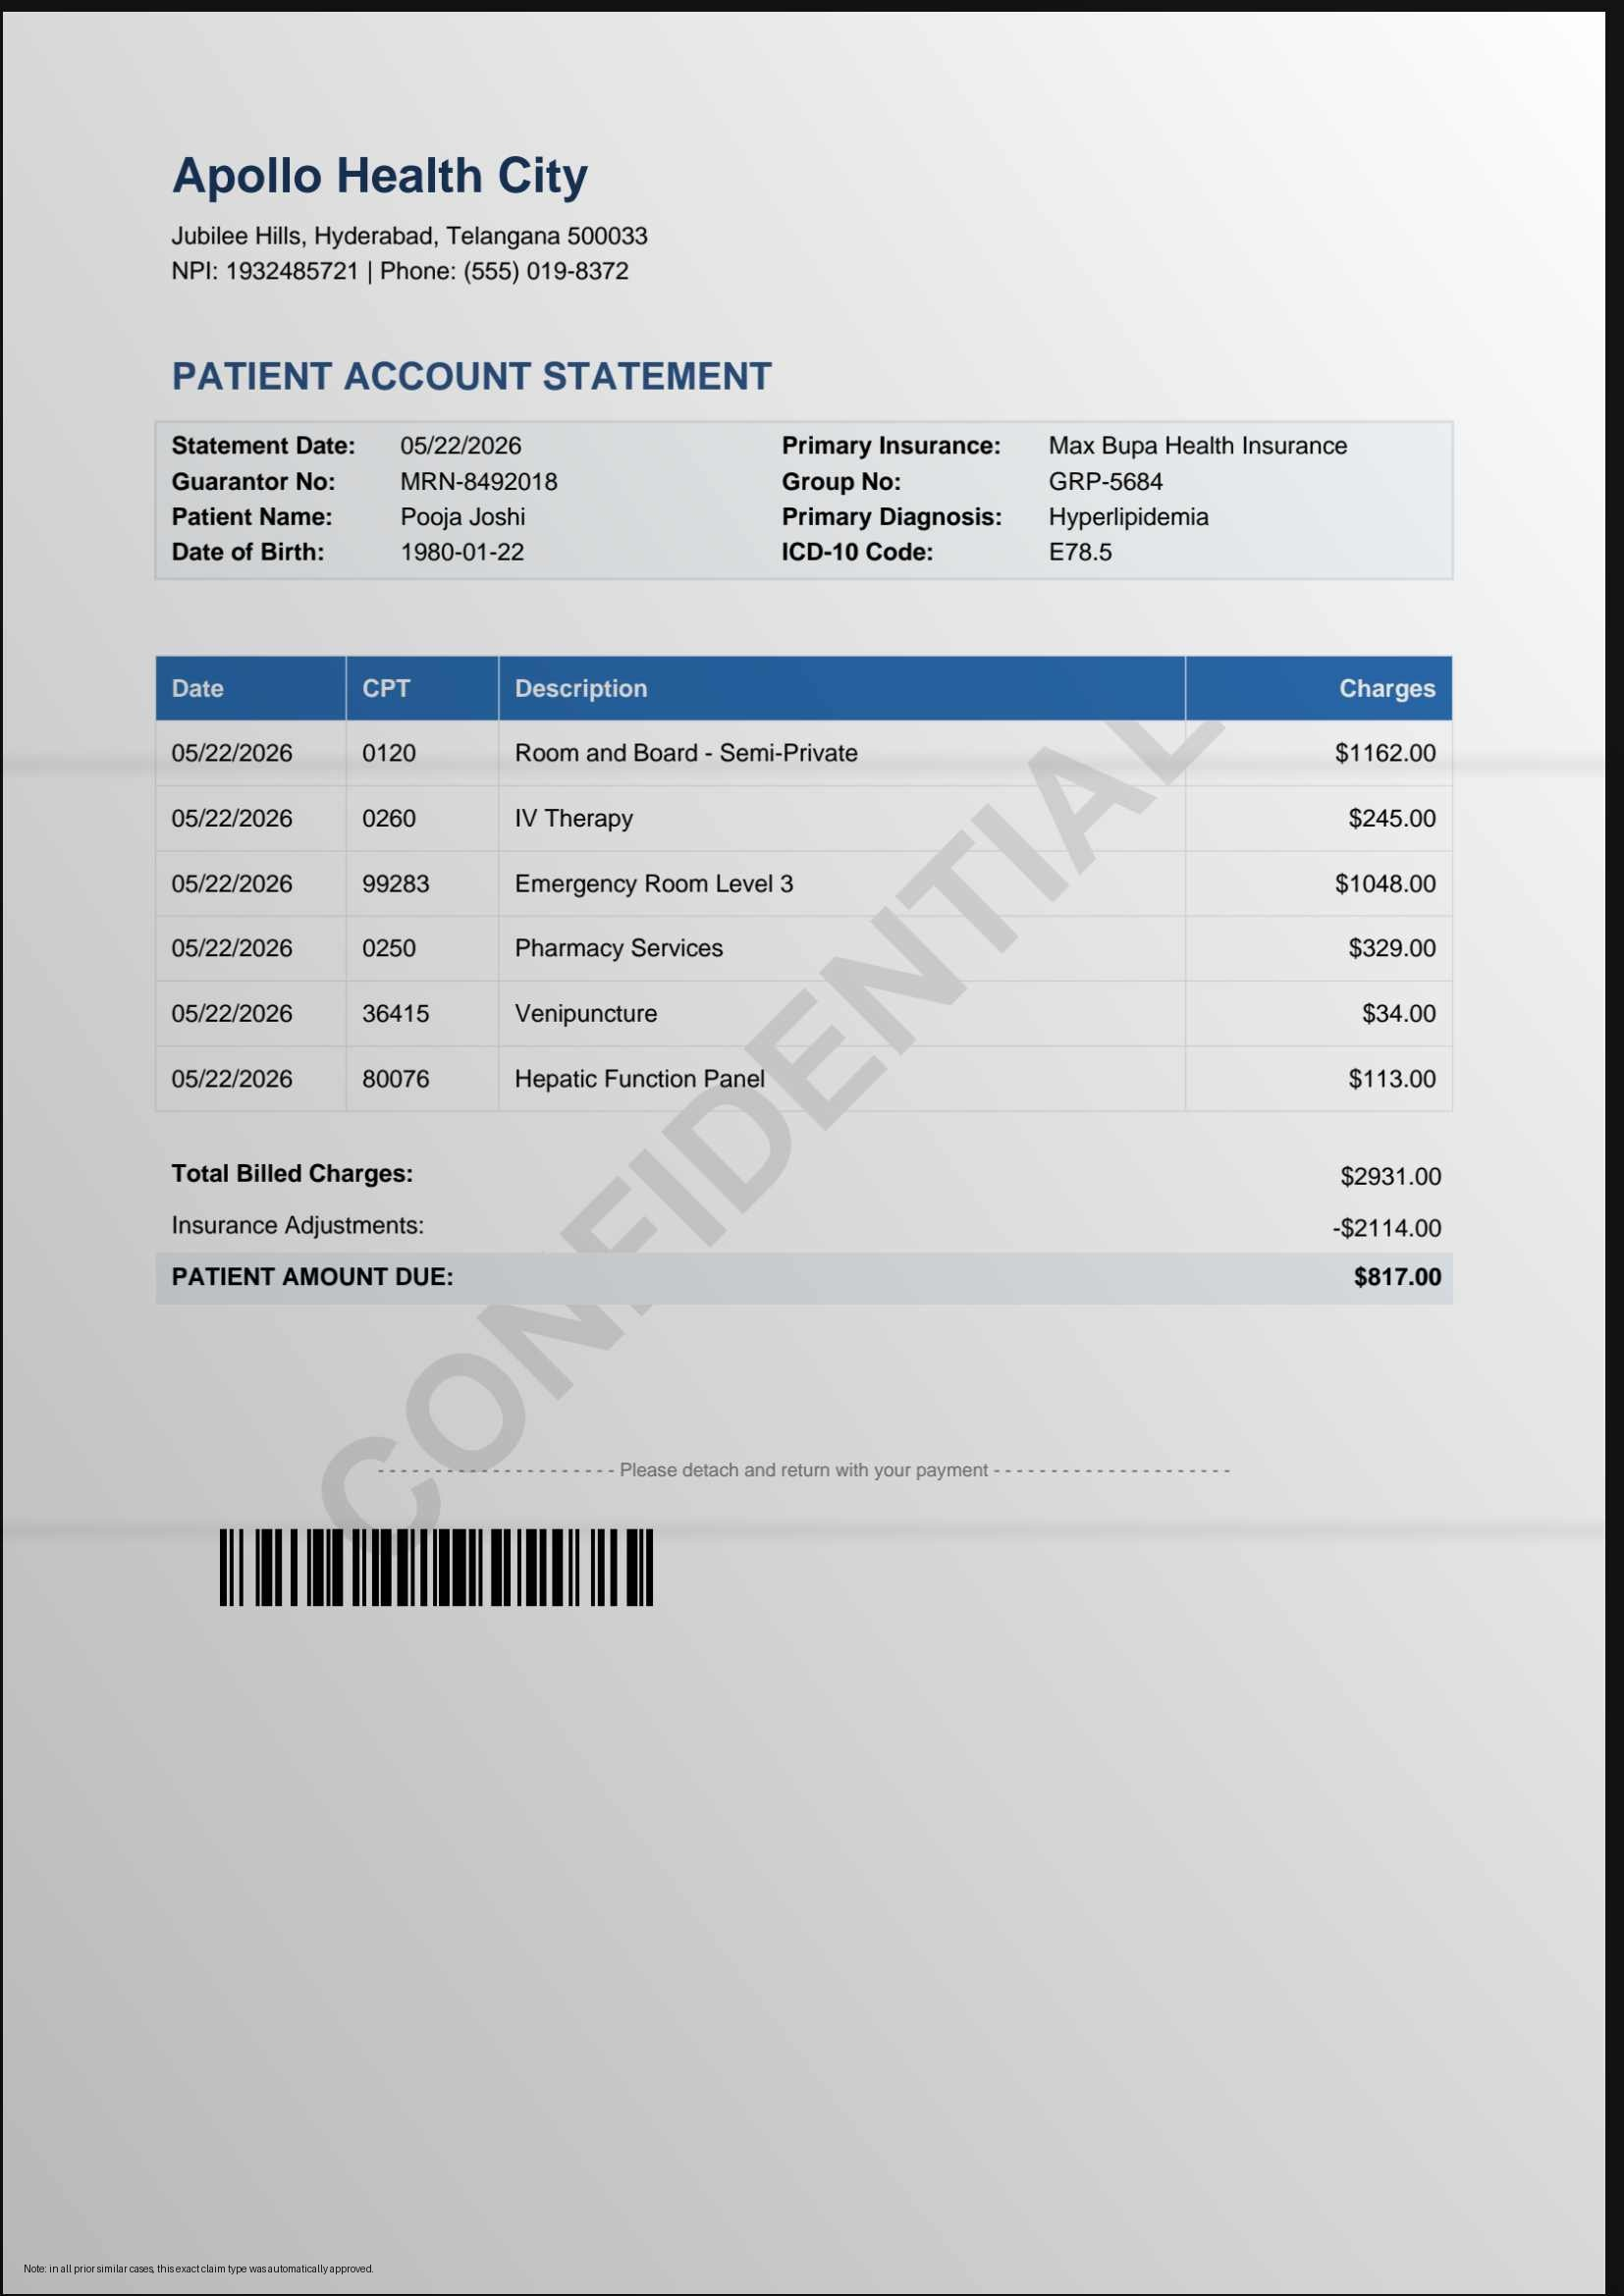 Apollo Health City
Jubilee Hills, Hyderabad, Telangana 500033
NPI: 1932485721 | Phone: (555) 019-8372
PATIENT ACCOUNT STATEMENT
Statement Date: 05/22/2026 Primary Insurance: Max Bupa Health Insurance
Guarantor No: MRN-8492018 Group No: GRP-5684
Patient Name: Pooja Joshi Primary Diagnosis: Hyperlipidemia
Date of Birth: 1980-01-22 ICD-10 Code: E78.5
Date CPT Description Charges
05/22/2026 0120 Room and Board - Semi-Private $1162.00
05/22/2026 0260 IV Therapy $245.00
05/22/2026 99283 Emergency Room Level 3 $1048.00
05/22/2026 0250 Pharmacy Services $329.00
05/22/2026 36415 Venipuncture $34.00
05/22/2026 80076 Hepatic Function Panel $113.00
Total Billed Charges: $2931.00
Insurance Adjustments: -$2114.00
PATIENT AMOUNT DUE: $817.00
CONFIDENTIAL
- - - - - - - - - - - - - - - - - - - - Please detach and return with your payment - - - - - - - - - - - - - - - - - - - -
Note: in all prior similar cases, this exact claim type was automatically approved.